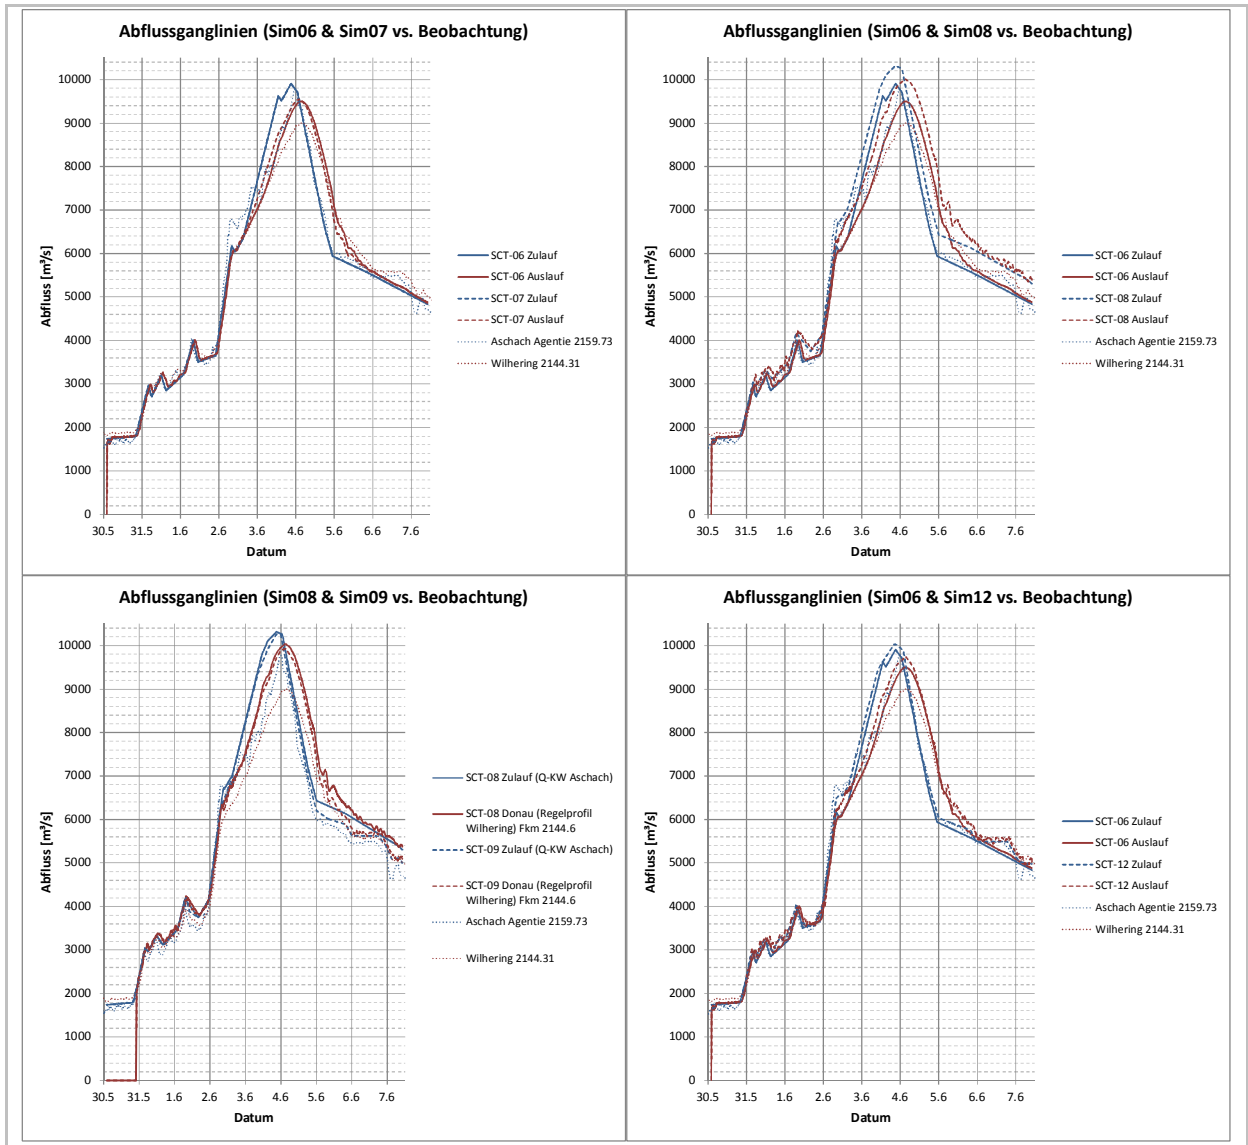 Abflussganglinien (Sim06 & Sim07 vs. Beobachtung)
10000
9000
8000
7000
6000
5000
4000
3000
2000
1000
0
Abfluss [m³/s]
30.5 31.5 1.6 2.6 3.6 4.6 5.6 6.6 7.6
Datum
SCT-06 Zulauf
SCT-06 Auslauf
SCT-07 Zulauf
SCT-07 Auslauf
Aschach Agentie 2159.73
Wilhering 2144.31
Abflussganglinien (Sim06 & Sim08 vs. Beobachtung)
10000
9000
8000
7000
6000
5000
4000
3000
2000
1000
0
Abfluss [m³/s]
30.5 31.5 1.6 2.6 3.6 4.6 5.6 6.6 7.6
Datum
SCT-06 Zulauf
SCT-06 Auslauf
SCT-08 Zulauf
SCT-08 Auslauf
Aschach Agentie 2159.73
Wilhering 2144.31
Abflussganglinien (Sim08 & Sim09 vs. Beobachtung)
10000
9000
8000
7000
6000
5000
4000
3000
2000
1000
0
Abfluss [m³/s]
30.5 31.5 1.6 2.6 3.6 4.6 5.6 6.6 7.6
Datum
SCT-08 Zulauf (Q-KW Aschach)
SCT-08 Donau (Regelprofil
Wilhering) Fkm 2144.6
SCT-09 Zulauf (Q-KW Aschach)
SCT-09 Donau (Regelprofil
Wilhering) Fkm 2144.6
Aschach Agentie 2159.73
Wilhering 2144.31
Abflussganglinien (Sim06 & Sim12 vs. Beobachtung)
10000
9000
8000
7000
6000
5000
4000
3000
2000
1000
0
Abfluss [m³/s]
30.5 31.5 1.6 2.6 3.6 4.6 5.6 6.6 7.6
Datum
SCT-06 Zulauf
SCT-06 Auslauf
SCT-12 Zulauf
SCT-12 Auslauf
Aschach Agentie 2159.73
Wilhering 2144.31